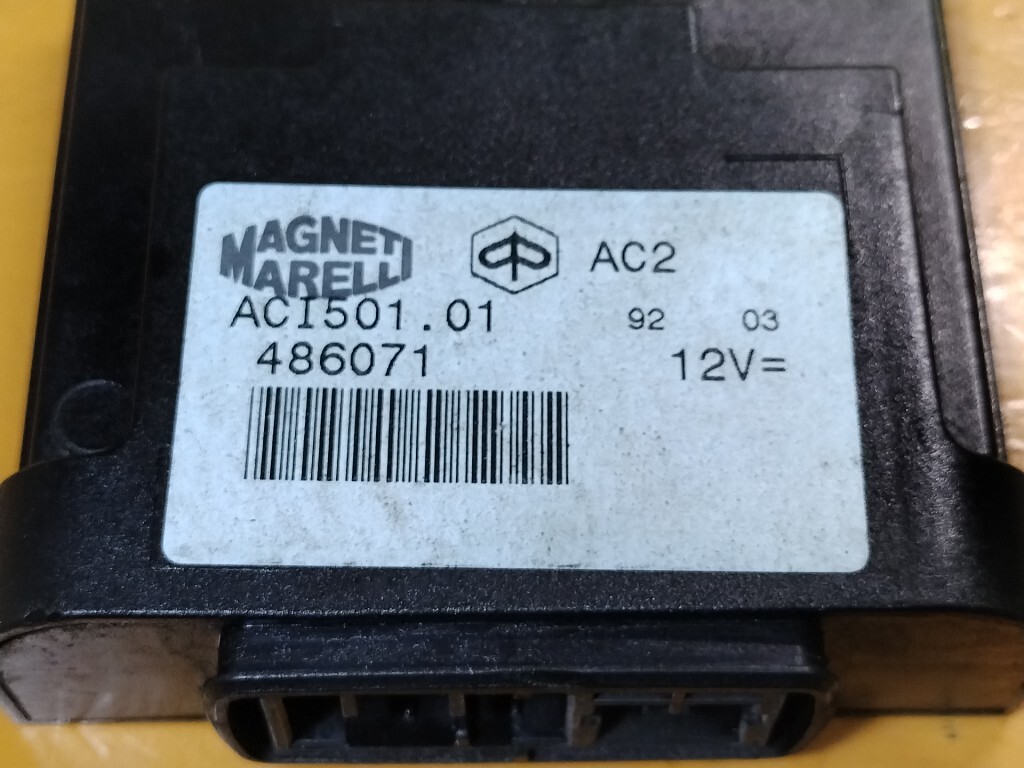 MAGNETI
MARELLI
AC2
ACI501.01
92 03
486071
12V=